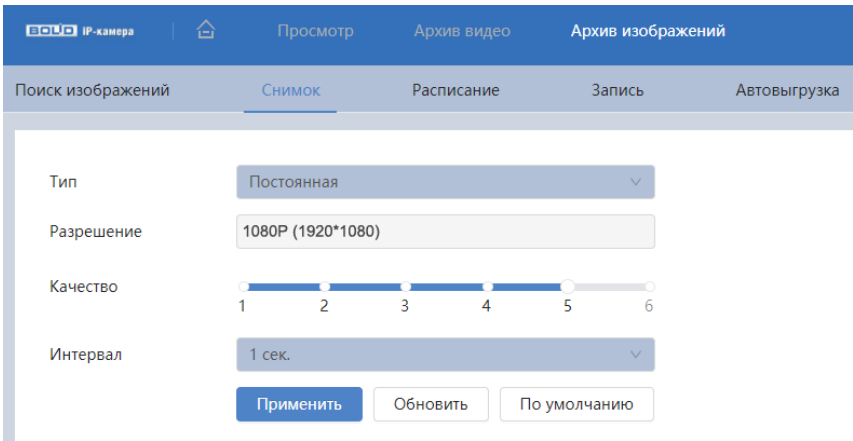 BOLID IP-камера Просмотр Архив видео Архив изображений
Поиск изображений Снимок Расписание Запись Автовыгрузка
Тип Постоянная
Разрешение 1080P (1920*1080)
Качество
1 2 3 4 5 6
Интервал 1 сек.
Применить Обновить По умолчанию